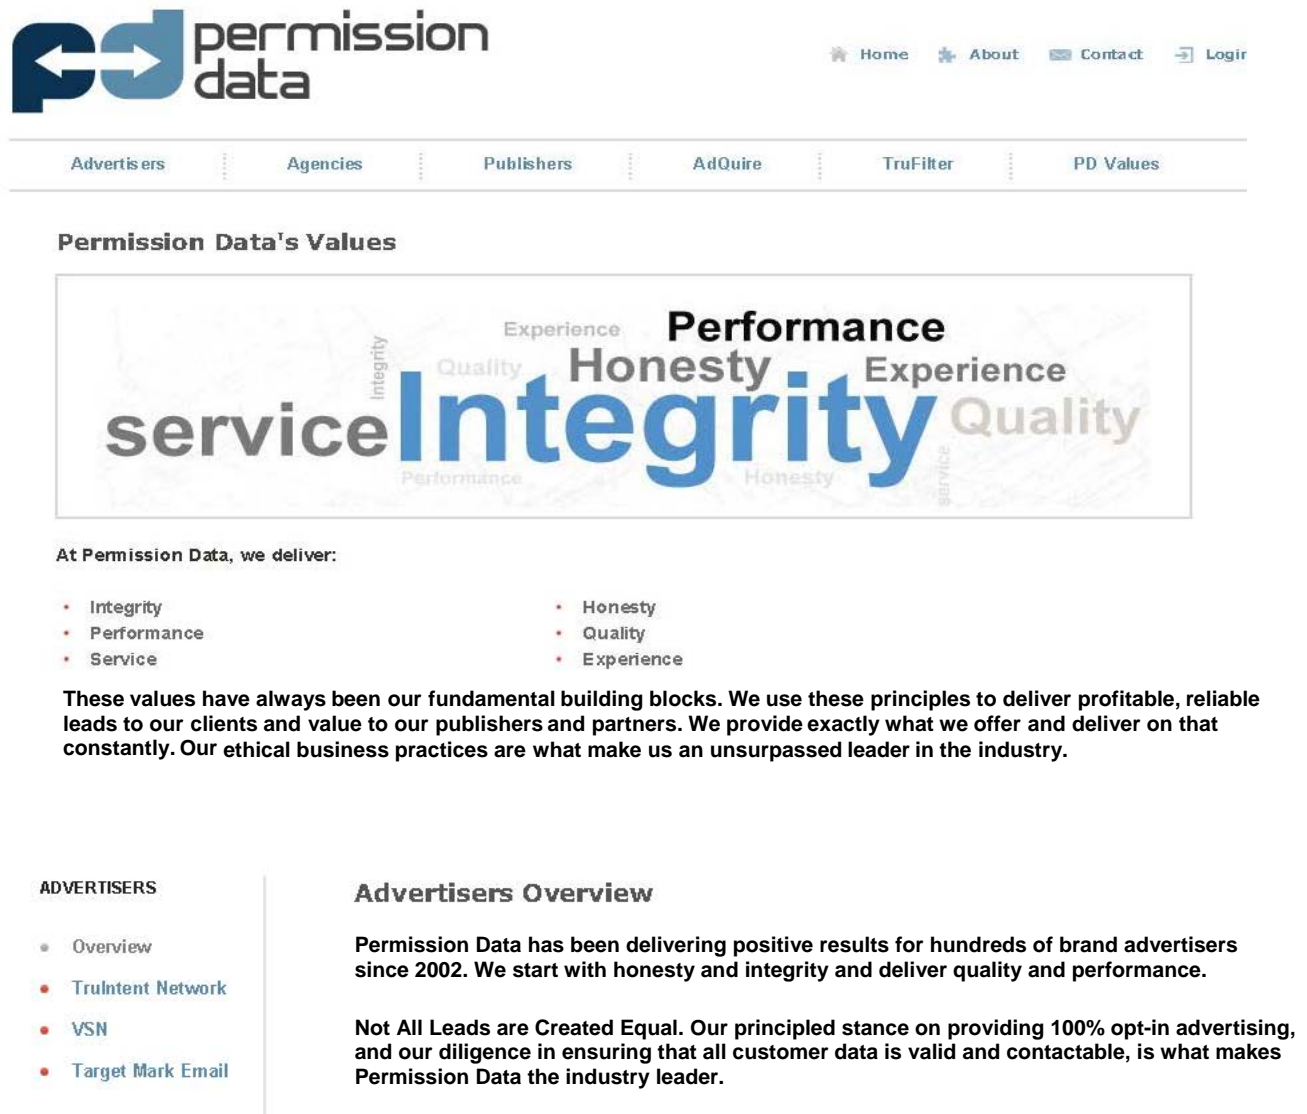 permission
data
Home About Contact Login
Advertisers Agencies Publishers AdQuire TruFilter PD Values
Permission Data's Values
Experience Performance
Integrity Quality Honesty Experience
service Integrity Quality
Performance Honesty service
At Permission Data, we deliver:
• Integrity
• Performance
• Service
• Honesty
• Quality
• Experience
These values have always been our fundamental building blocks. We use these principles to deliver profitable, reliable
leads to our clients and value to our publishers and partners. We provide exactly what we offer and deliver on that
constantly. Our ethical business practices are what make us an unsurpassed leader in the industry.
ADVERTISERS
• Overview
• TruIntent Network
• VSN
• Target Mark Email
Advertisers Overview
Permission Data has been delivering positive results for hundreds of brand advertisers
since 2002. We start with honesty and integrity and deliver quality and performance.
Not All Leads are Created Equal. Our principled stance on providing 100% opt-in advertising,
and our diligence in ensuring that all customer data is valid and contactable, is what makes
Permission Data the industry leader.